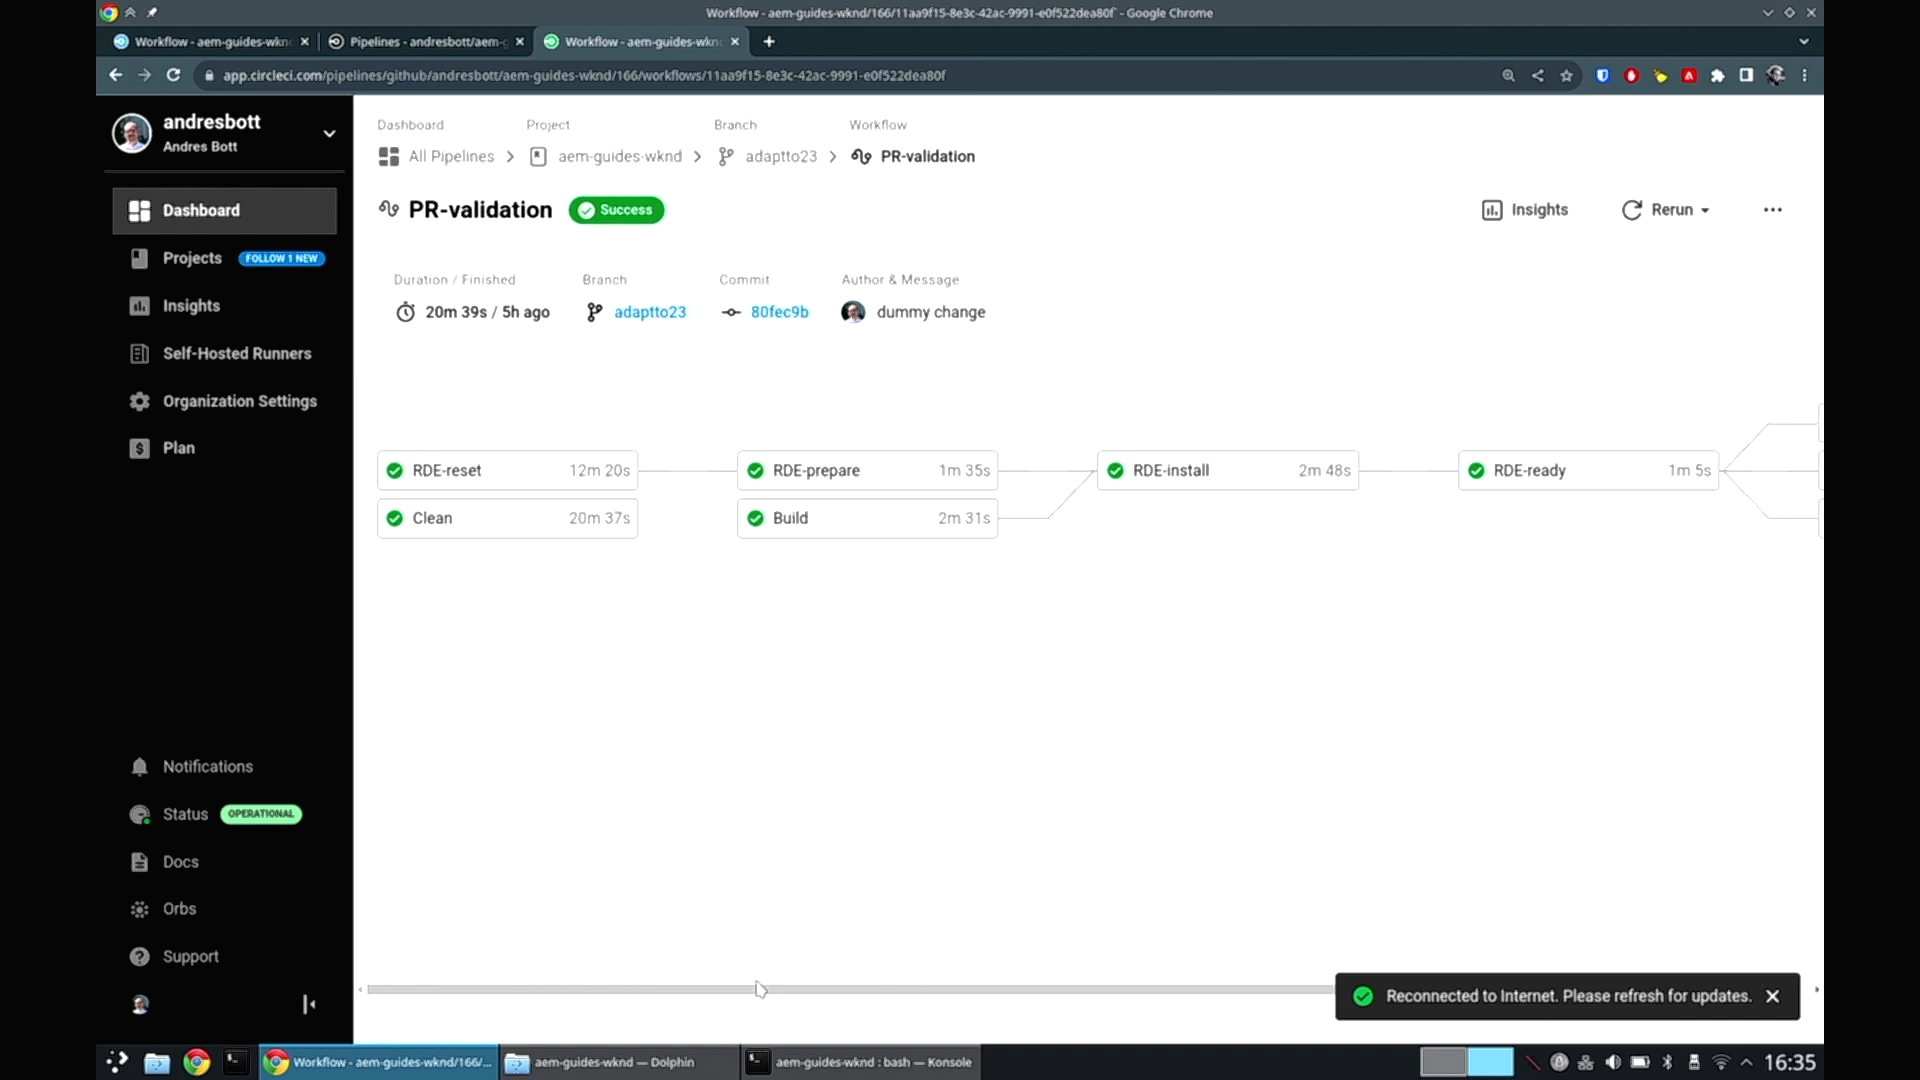 Workflow - aem-guides-wknd/166/11aa9f15-8e3c-42ac-9991-e0f522dea80f - Google Chrome
Workflow - aem-guides-wkn
Pipelines - andresbott/aem-g
Workflow - aem-guides-wkn
app.circleci.com/pipelines/github/andresbott/aem-guides-wknd/166/workflows/11aa9f15-8e3c-42ac-9991-e0f522dea80f
andresbott
Andres Bott
Dashboard
Projects FOLLOW 1 NEW
Insights
Self-Hosted Runners
Organization Settings
Plan
Notifications
Status OPERATIONAL
Docs
Orbs
Support
Dashboard Project Branch Workflow
All Pipelines aem-guides-wknd adaptto23 PR-validation
PR-validation Success
Insights Rerun
Duration / Finished Branch Commit Author & Message
20m 39s / 5h ago adaptto23 80fec9b dummy change
RDE-reset 12m 20s
RDE-prepare 1m 35s
RDE-install 2m 48s
RDE-ready 1m 5s
Clean 20m 37s
Build 2m 31s
Reconnected to Internet. Please refresh for updates.
Workflow - aem-guides-wknd/166/...
aem-guides-wknd — Dolphin
aem-guides-wknd : bash — Konsole
16:35